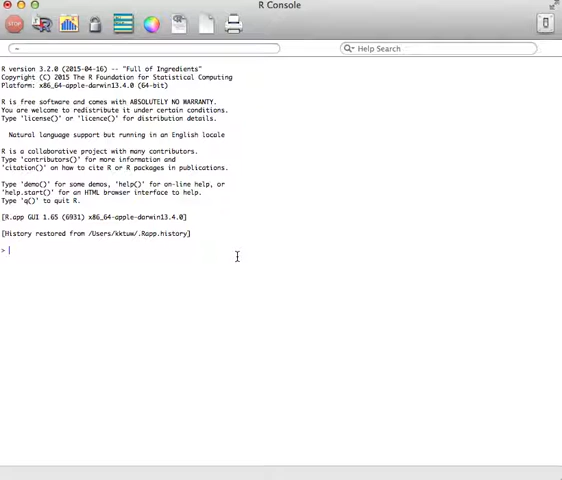 R Console
STOP
Help Search
R version 3.2.0 (2015-04-16) -- "Full of Ingredients"
Copyright (C) 2015 The R Foundation for Statistical Computing
Platform: x86_64-apple-darwin13.4.0 (64-bit)
R is free software and comes with ABSOLUTELY NO WARRANTY.
You are welcome to redistribute it under certain conditions.
Type 'license()' or 'licence()' for distribution details.
Natural language support but running in an English locale
R is a collaborative project with many contributors.
Type 'contributors()' for more information and
'citation()' on how to cite R or R packages in publications.
Type 'demo()' for some demos, 'help()' for on-line help, or
'help.start()' for an HTML browser interface to help.
Type 'q()' to quit R.
[R.app GUI 1.65 (6931) x86_64-apple-darwin13.4.0]
[History restored from /Users/kktuw/.Rapp.history]
>